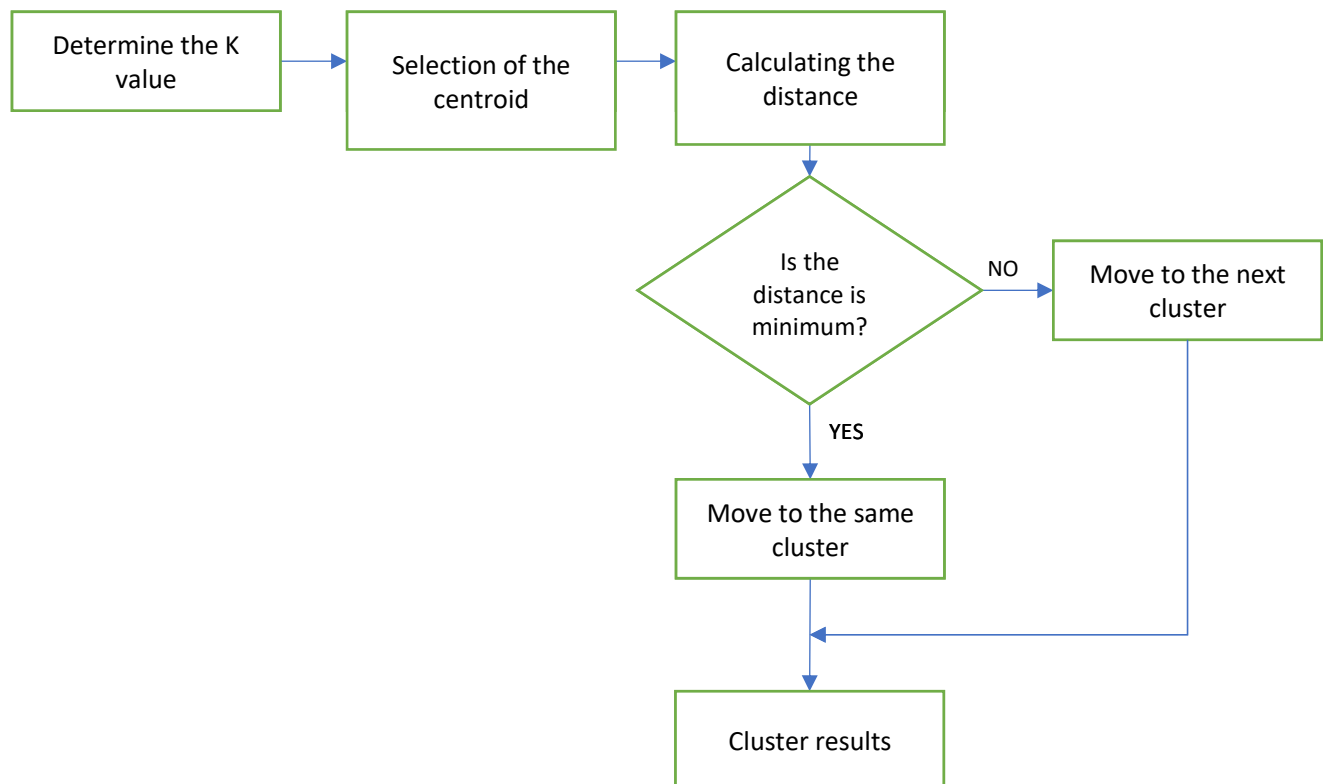 Determine the K
value
Selection of the
centroid
Calculating the
distance
Is the
distance is
minimum?
NO
Move to the next
cluster
YES
Move to the same
cluster
Cluster results